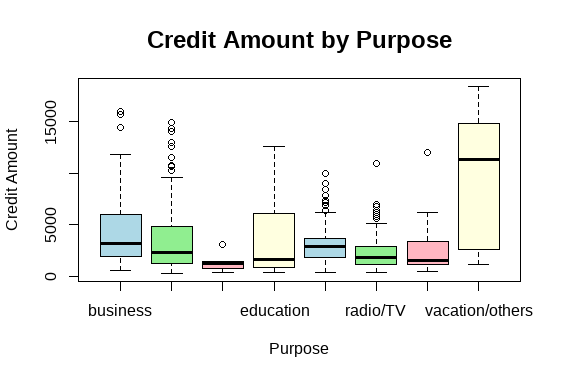 Credit Amount by Purpose
Credit Amount
15000
5000
0
business education radio/TV vacation/others
Purpose